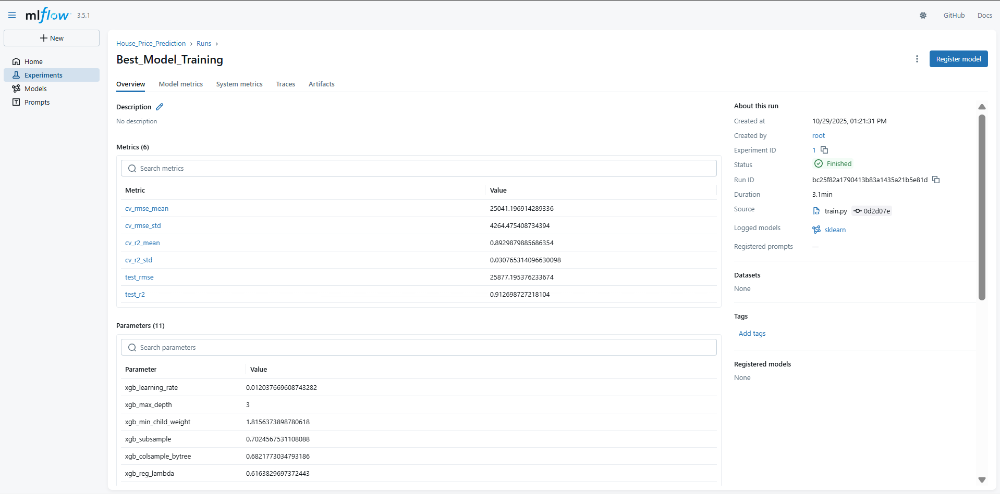 mlflow 3.5.1
GitHub Docs
New
Home
Experiments
Models
Prompts
House_Price_Prediction › Runs ›
Best_Model_Training
Register model
Overview Model metrics System metrics Traces Artifacts
Description
No description
Metrics (6)
Search metrics
Metric Value
cv_rmse_mean 25041.196914289336
cv_rmse_std 4264.475408734394
cv_r2_mean 0.8929879885686354
cv_r2_std 0.030765314096630098
test_rmse 25877.195376233674
test_r2 0.912698727218104
Parameters (11)
Search parameters
Parameter Value
xgb_learning_rate 0.012037669608743282
xgb_max_depth 3
xgb_min_child_weight 1.8156373898780618
xgb_subsample 0.7024567531108088
xgb_colsample_bytree 0.6821773034793186
xgb_reg_lambda 0.6163829697372443
About this run
Created at 10/29/2025, 01:21:31 PM
Created by root
Experiment ID 1
Status Finished
Run ID bc25f82a1790413b83a1435a21b5e81d
Duration 3.1min
Source train.py 0d2d07e
Logged models sklearn
Registered prompts —
Datasets
None
Tags
Add tags
Registered models
None